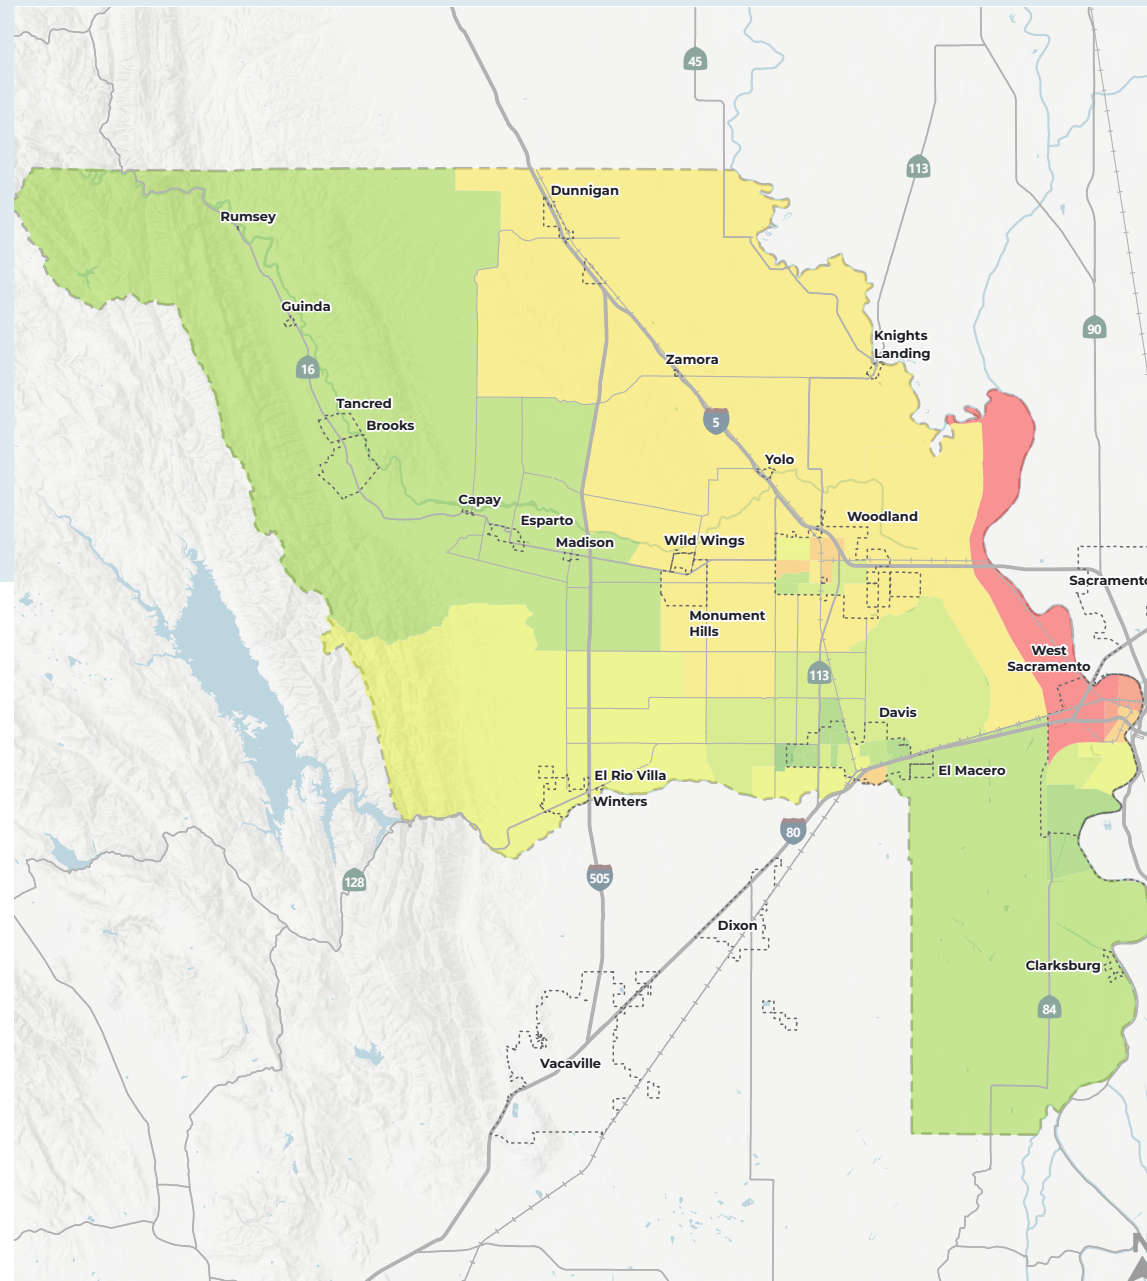 45
113
Dunnigan
Rumsey
Guinda
90
Knights
Landing
Zamora
16
Tancred
Brooks
5
Yolo
Capay
Esparto
Woodland
Madison
Wild Wings
Sacramento
Monument
Hills
West
Sacramento
113
Davis
El Macero
El Rio Villa
Winters
80
128
505
Dixon
Clarksburg
84
Vacaville
N